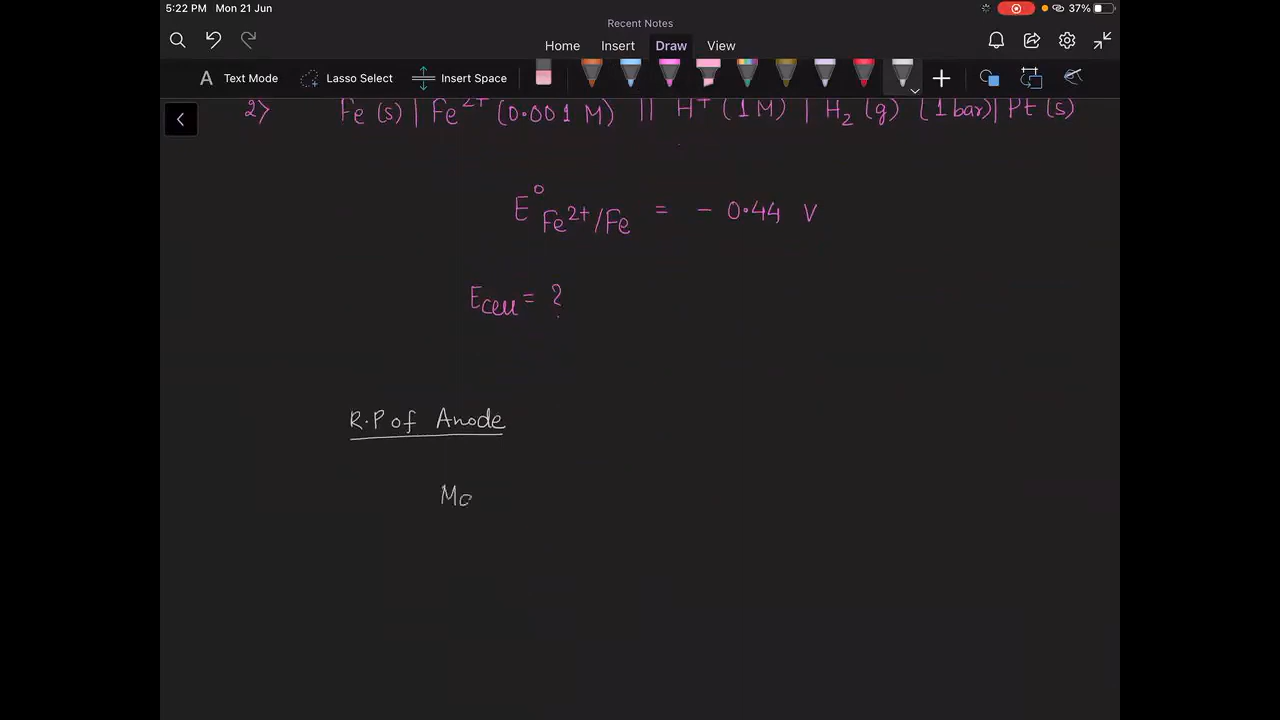 5:22 PM Mon 21 Jun
37%
Recent Notes
Home Insert Draw View
A Text Mode Lasso Select Insert Space
2> Fe (s) | Fe²⁺ (0.001 M) || H⁺ (1 M) | H₂ (g) (1 bar) | Pt (s)
E°Fe²⁺/Fe = - 0.44 V
Ecell = ?
R.P of Anode
Mo